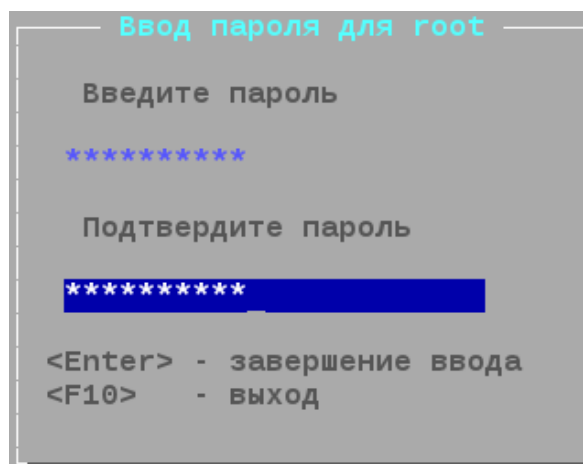 Ввод пароля для root
Введите пароль
**********
Подтвердите пароль
**********_
<Enter> - завершение ввода
<F10> - выход